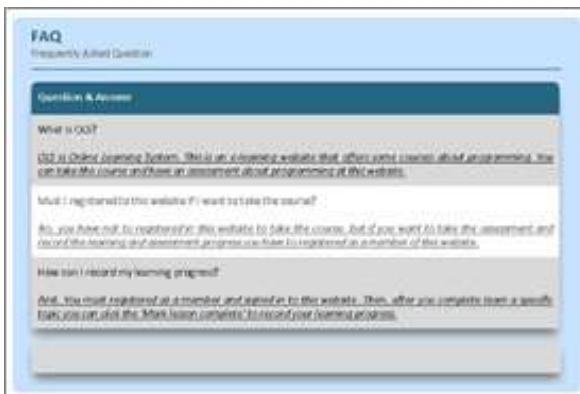 FAQ
Frequently Asked Question
Question & Answer
What is OLS?
OLS is Online Learning System. This is an e-learning website that offers some courses about programming. You
can take this course and have an assessment about programming at this website.
Must I registered to this website if I want to take the course?
No, you have not to registered in this website to take the course, but if you want to take the assessment and
record the learning and assessment progress you have to registered as a member of this website.
How can I record my learning progress?
You must registered as a member and signed in to this website. Then, after you complete learn a specific
topic you can click the 'Mark lesson complete' to record your learning progress.